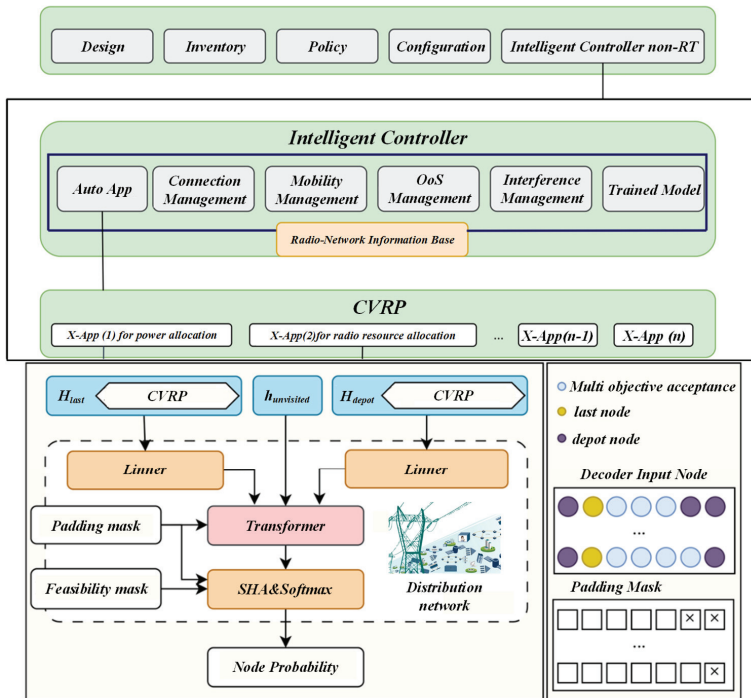 Design
Inventory
Policy
Configuration
Intelligent Controller non-RT
Intelligent Controller
Auto App
Connection
Management
Mobility
Management
OoS
Management
Interference
Management
Trained Model
Radio-Network Information Base
CVRP
X-App (1) for power allocation
X-App(2)for radio resource allocation
...
X-App(n-1)
X-App (n)
H_last
CVRP
h_unvisited
H_depot
CVRP
Linner
Linner
Padding mask
Transformer
Feasibility mask
SHA&Softmax
Distribution
network
Node Probability
Multi objective acceptance
last node
depot node
Decoder Input Node
...
Padding Mask
...